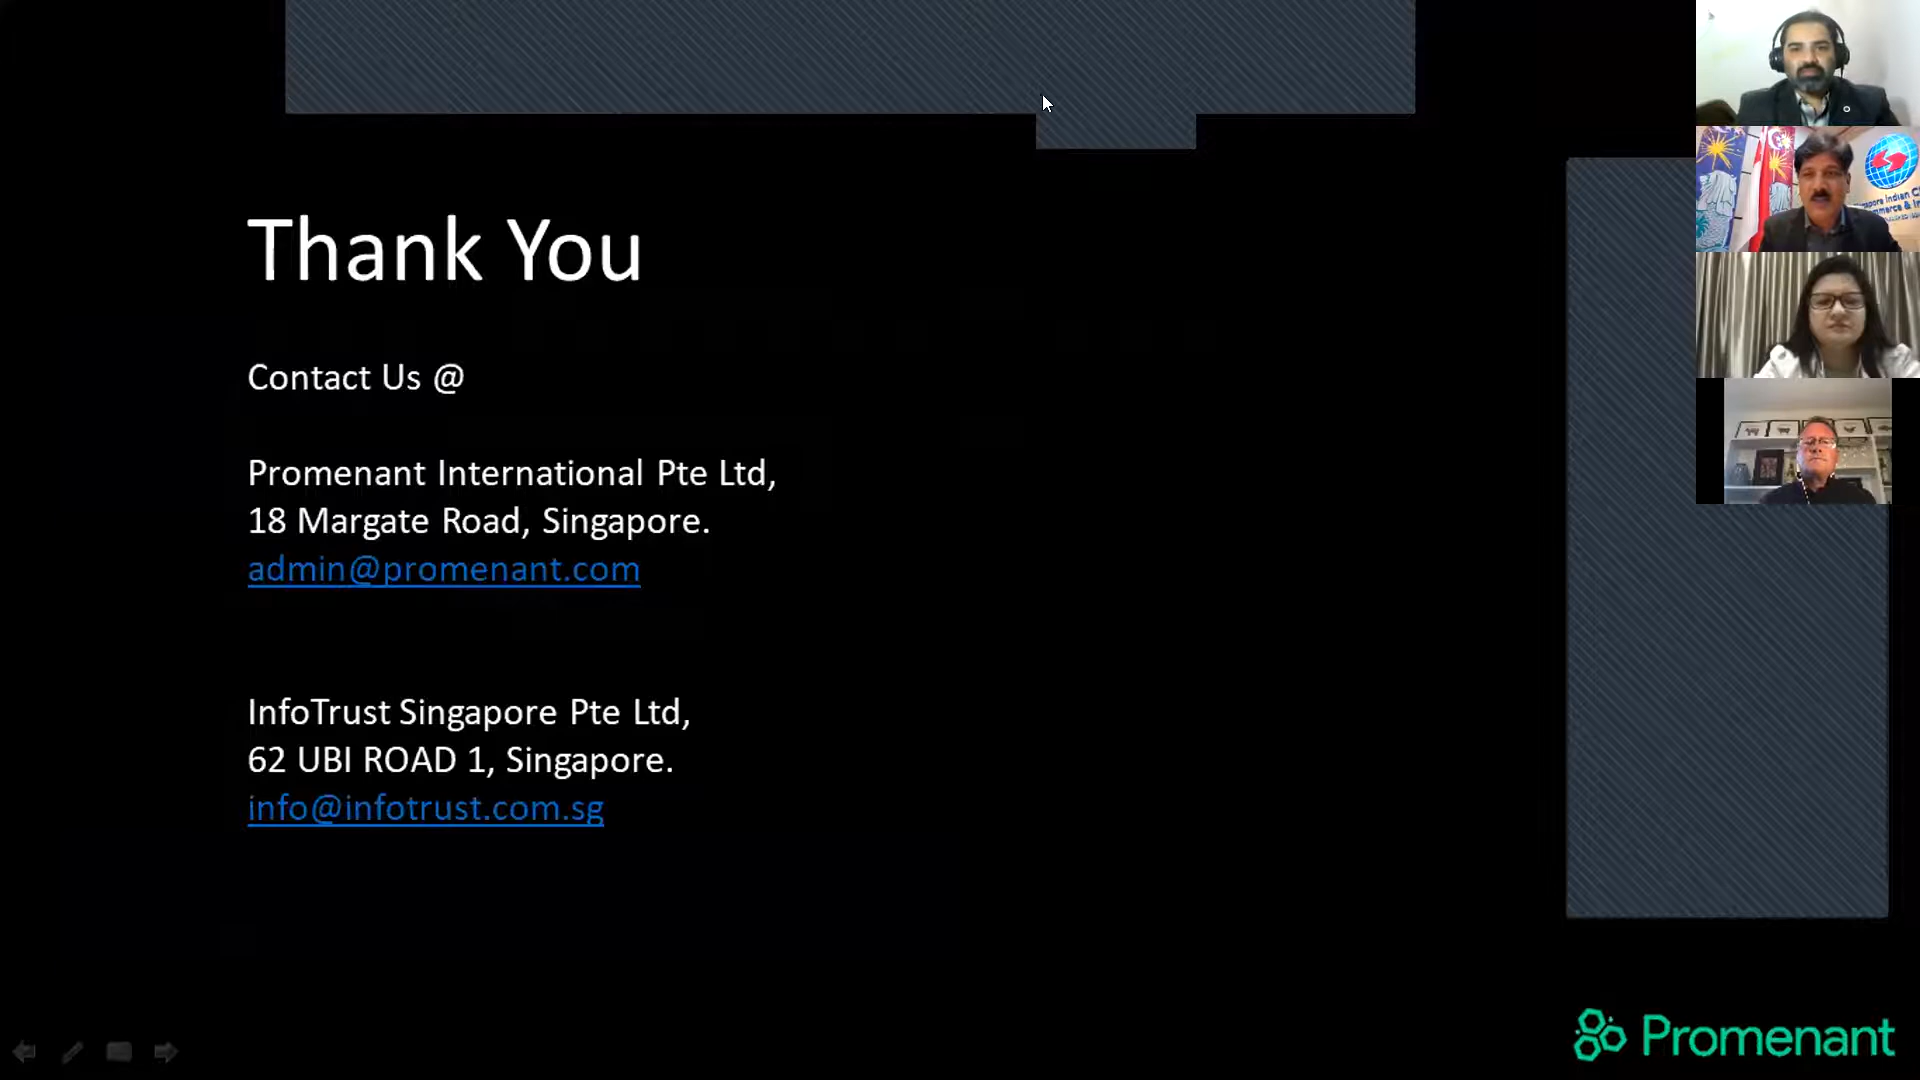 Thank You
Contact Us @
Promenant International Pte Ltd,
18 Margate Road, Singapore.
admin@promenant.com
InfoTrust Singapore Pte Ltd,
62 UBI ROAD 1, Singapore.
info@infotrust.com.sg
Promenant
Indian